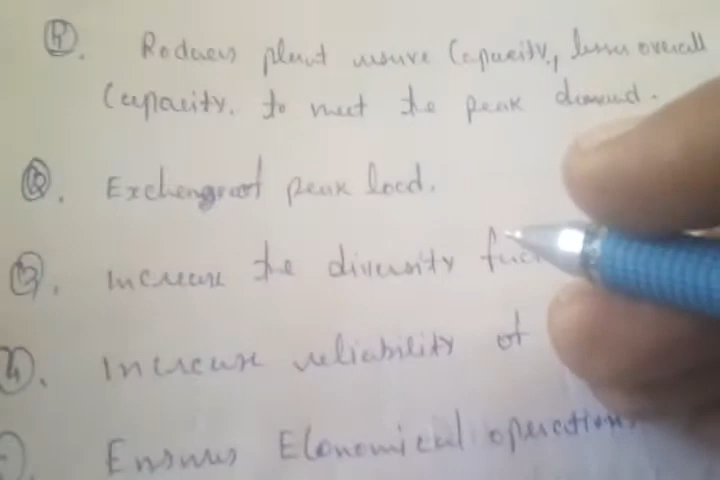 ①. Reduces plant reserve Capacity, lesser overall
Capacity. to meet the peak demand.
②. Exchange of peak load.
③. Increase the diversity
④. Increase reliability of
Ensures Economical operation